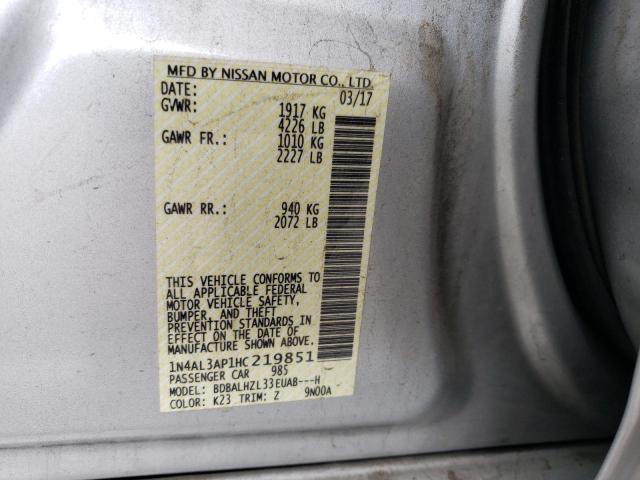 MFD BY NISSAN MOTOR CO., LTD.
DATE: 03/17
GVWR: 1917 KG
4226 LB
GAWR FR.: 1010 KG
2227 LB
GAWR RR.: 940 KG
2072 LB
THIS VEHICLE CONFORMS TO
ALL APPLICABLE FEDERAL
MOTOR VEHICLE SAFETY,
BUMPER, AND THEFT
PREVENTION STANDARDS IN
EFFECT ON THE DATE OF
MANUFACTURE SHOWN ABOVE.
1N4AL3AP1HC219851
PASSENGER CAR 985
MODEL: BDBALHZL33EUAB---H
COLOR: K23 TRIM: Z 9N00A